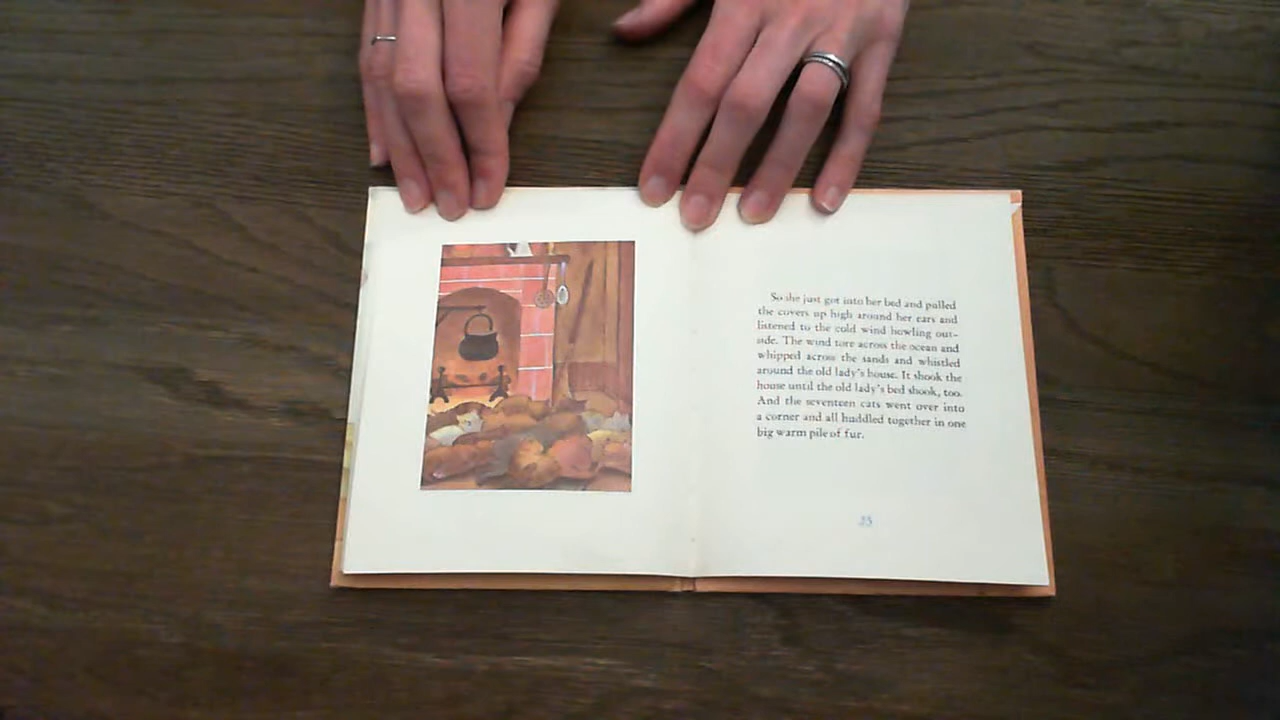 So she just got into her bed and pulled
the covers up high around her ears and
listened to the cold wind howling out-
side. The wind tore across the ocean and
whipped across the sands and whistled
around the old lady's house. It shook the
house until the old lady's bed shook, too.
And the seventeen cats went over into
a corner and all huddled together in one
big warm pile of fur.
25